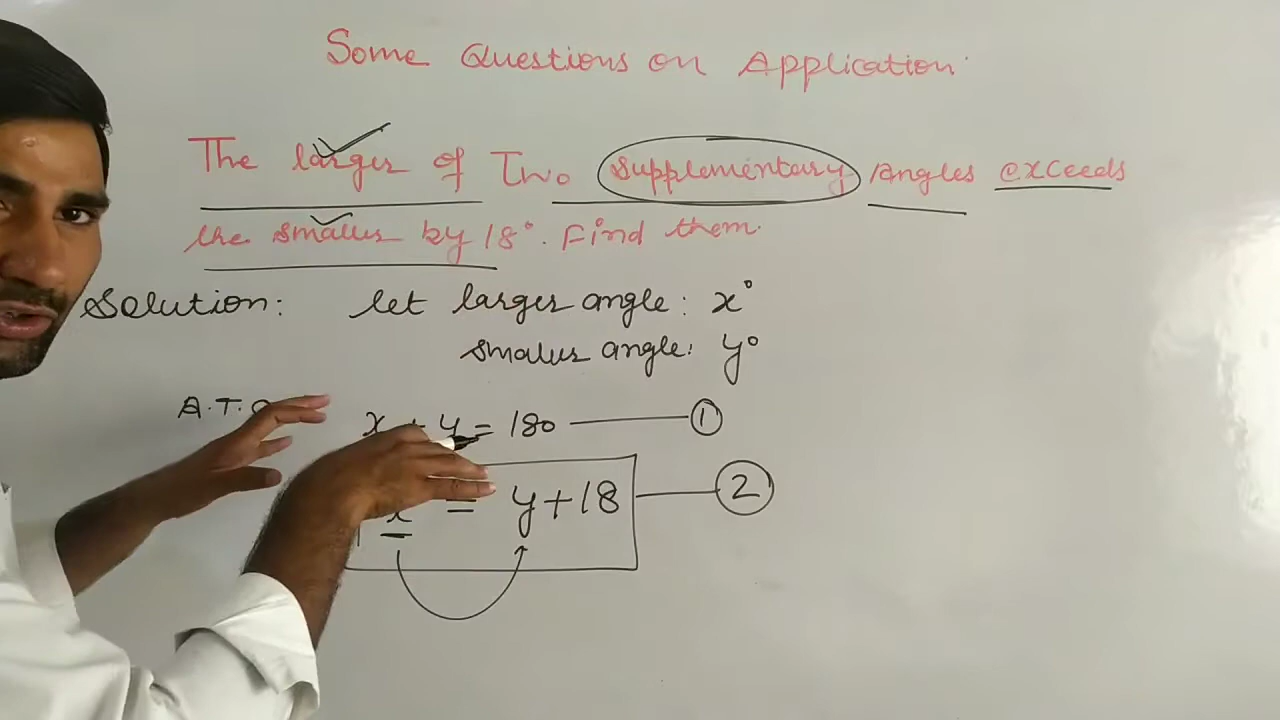 Some Questions on Application
The larger of Two Supplementary Angles exceeds
the smaller by 18°. Find them.
Solution: let larger angle: x°
smaller angle: y°
A.T.Q x + y = 180 ① 
x = y+18 ②